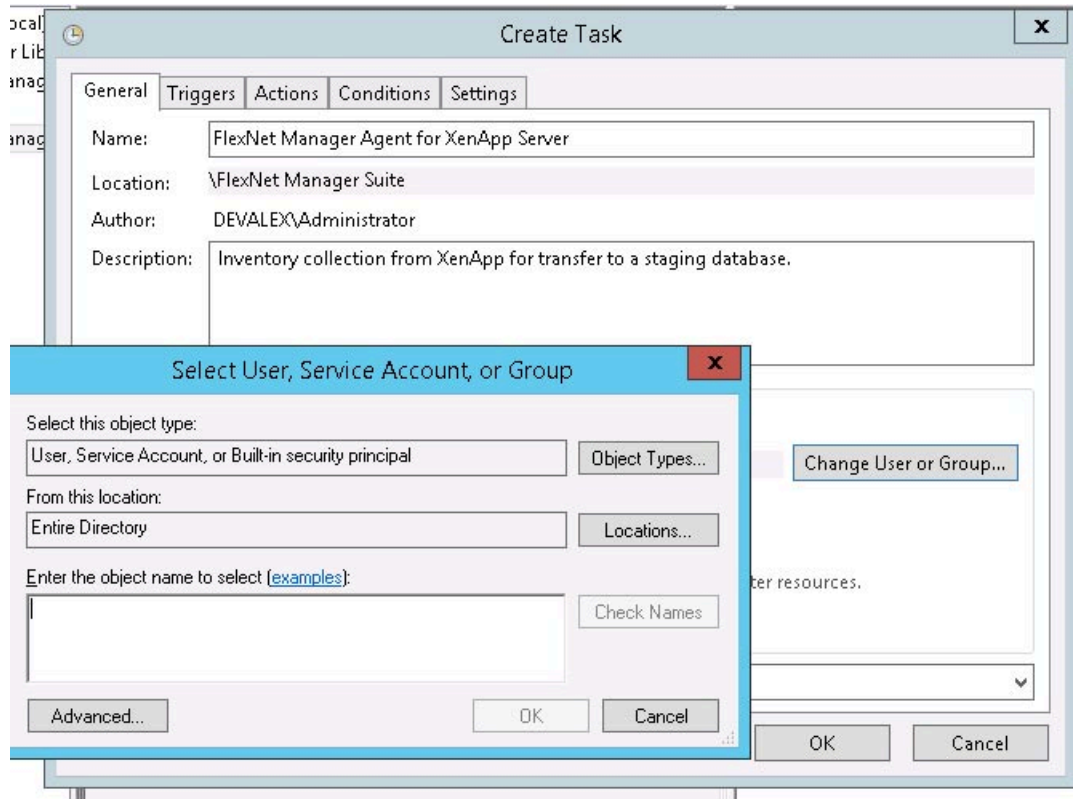 ocal)
r Lib
anag
anag
Create Task
x
General Triggers Actions Conditions Settings
Name: FlexNet Manager Agent for XenApp Server
Location: \FlexNet Manager Suite
Author: DEVALEX\Administrator
Description: Inventory collection from XenApp for transfer to a staging database.
Select User, Service Account, or Group
x
Select this object type:
User, Service Account, or Built-in security principal
Object Types...
Change User or Group...
From this location:
Entire Directory
Locations...
Enter the object name to select (examples):
ter resources.
Check Names
Advanced...
OK
Cancel
OK
Cancel